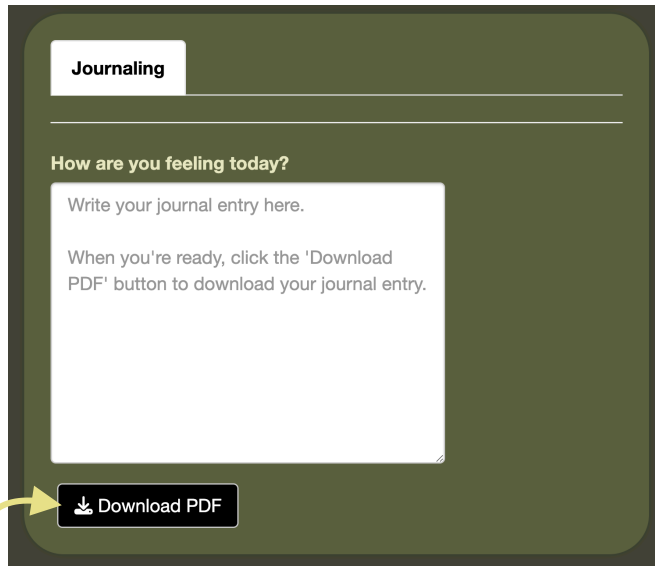 Journaling
How are you feeling today?
Write your journal entry here.
When you're ready, click the 'Download
PDF' button to download your journal entry.
Download PDF